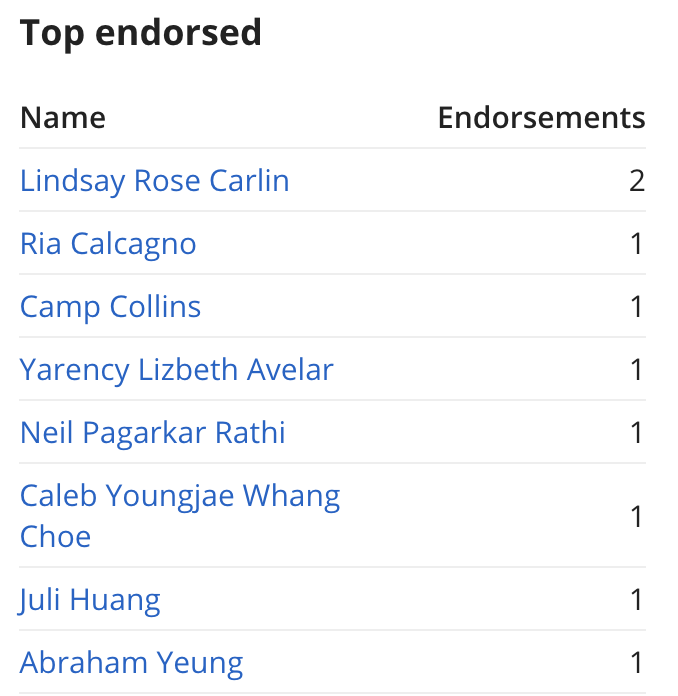 Top endorsed
Name Endorsements
Lindsay Rose Carlin 2
Ria Calcagno 1
Camp Collins 1
Yarency Lizbeth Avelar 1
Neil Pagarkar Rathi 1
Caleb Youngjae Whang
Choe 1
Juli Huang 1
Abraham Yeung 1